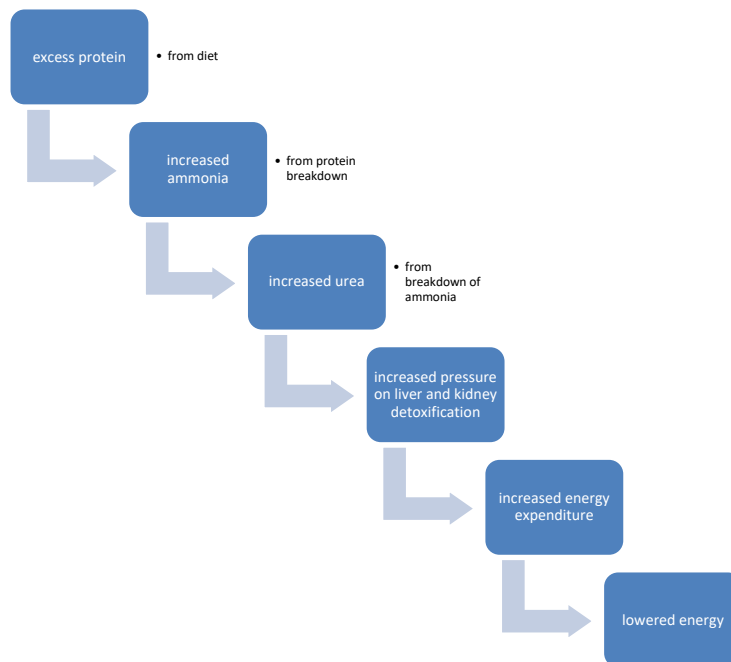 excess protein
• from diet
increased
ammonia
• from protein
breakdown
increased urea
• from
breakdown of
ammonia
increased pressure
on liver and kidney
detoxification
increased energy
expenditure
lowered energy